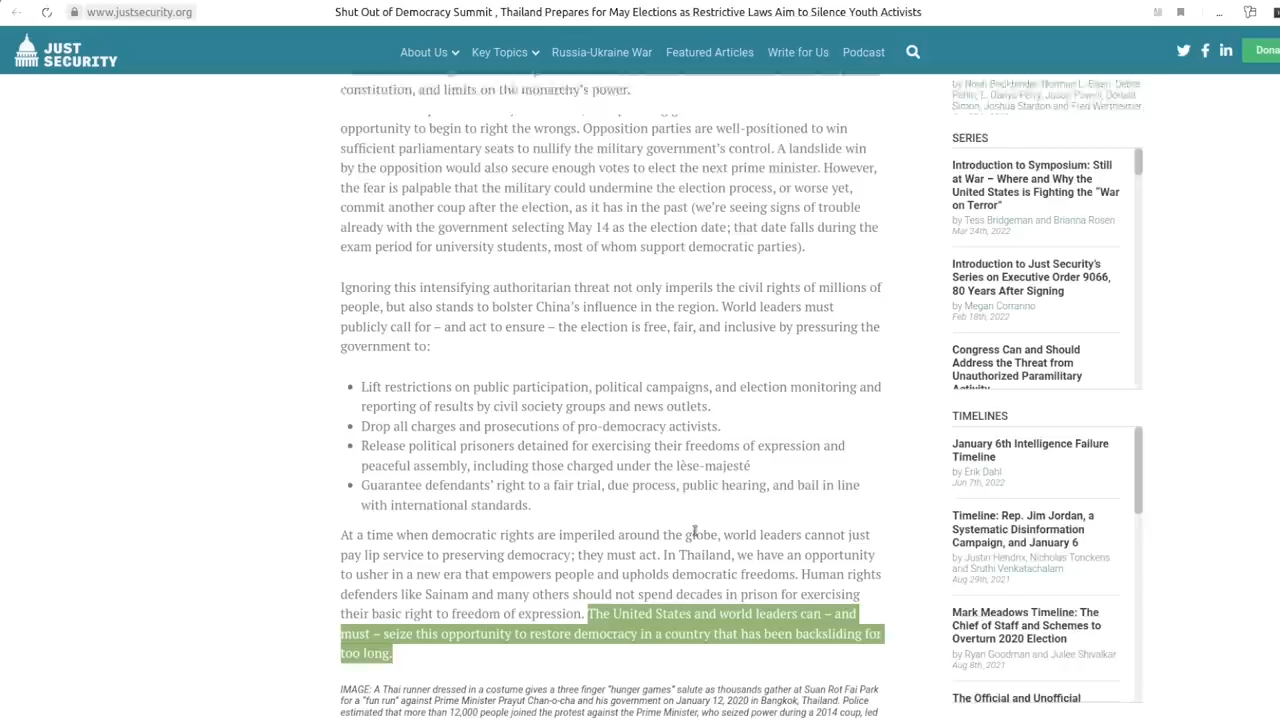 www.justsecurity.org
Shut Out of Democracy Summit , Thailand Prepares for May Elections as Restrictive Laws Aim to Silence Youth Activists
JUST
SECURITY
About Us
Key Topics
Russia-Ukraine War
Featured Articles
Write for Us
Podcast
Dona
constitution, and limits on the monarchy's power.
opportunity to begin to right the wrongs. Opposition parties are well-positioned to win
sufficient parliamentary seats to nullify the military government's control. A landslide win
by the opposition would also secure enough votes to elect the next prime minister. However,
the fear is palpable that the military could undermine the election process, or worse yet,
commit another coup after the election, as it has in the past (we're seeing signs of trouble
already with the government selecting May 14 as the election date; that date falls during the
exam period for university students, most of whom support democratic parties).
Ignoring this intensifying authoritarian threat not only imperils the civil rights of millions of
people, but also stands to bolster China's influence in the region. World leaders must
publicly call for – and act to ensure – the election is free, fair, and inclusive by pressuring the
government to:
Lift restrictions on public participation, political campaigns, and election monitoring and
reporting of results by civil society groups and news outlets.
Drop all charges and prosecutions of pro-democracy activists.
Release political prisoners detained for exercising their freedoms of expression and
peaceful assembly, including those charged under the lèse-majesté
Guarantee defendants' right to a fair trial, due process, public hearing, and bail in line
with international standards.
At a time when democratic rights are imperiled around the globe, world leaders cannot just
pay lip service to preserving democracy; they must act. In Thailand, we have an opportunity
to usher in a new era that empowers people and upholds democratic freedoms. Human rights
defenders like Sainam and many others should not spend decades in prison for exercising
their basic right to freedom of expression. The United States and world leaders can – and
must – seize this opportunity to restore democracy in a country that has been backsliding for
too long.
IMAGE: A Thai runner dressed in a costume gives a three finger "hunger games" salute as thousands gather at Suan Rot Fai Park
for a "fun run" against Prime Minister Prayut Chan-o-cha and his government on January 12, 2020 in Bangkok, Thailand. Police
estimated that more than 12,000 people joined the protest against the Prime Minister, who seized power during a 2014 coup, led
Simon, Joshua Stanton and Fred Wertheimer
SERIES
Introduction to Symposium: Still
at War – Where and Why the
United States is Fighting the "War
on Terror"
by Tess Bridgeman and Brianna Rosen
Mar 24th, 2022
Introduction to Just Security's
Series on Executive Order 9066,
80 Years After Signing
by Megan Corrarino
Feb 18th, 2022
Congress Can and Should
Address the Threat from
Unauthorized Paramilitary
Activity
TIMELINES
January 6th Intelligence Failure
Timeline
by Erik Dahl
Jun 7th, 2022
Timeline: Rep. Jim Jordan, a
Systematic Disinformation
Campaign, and January 6
by Justin Hendrix, Nicholas Tonckens
and Sruthi Venkatachalam
Aug 29th, 2021
Mark Meadows Timeline: The
Chief of Staff and Schemes to
Overturn 2020 Election
by Ryan Goodman and Juilee Shivalkar
Aug 8th, 2021
The Official and Unofficial